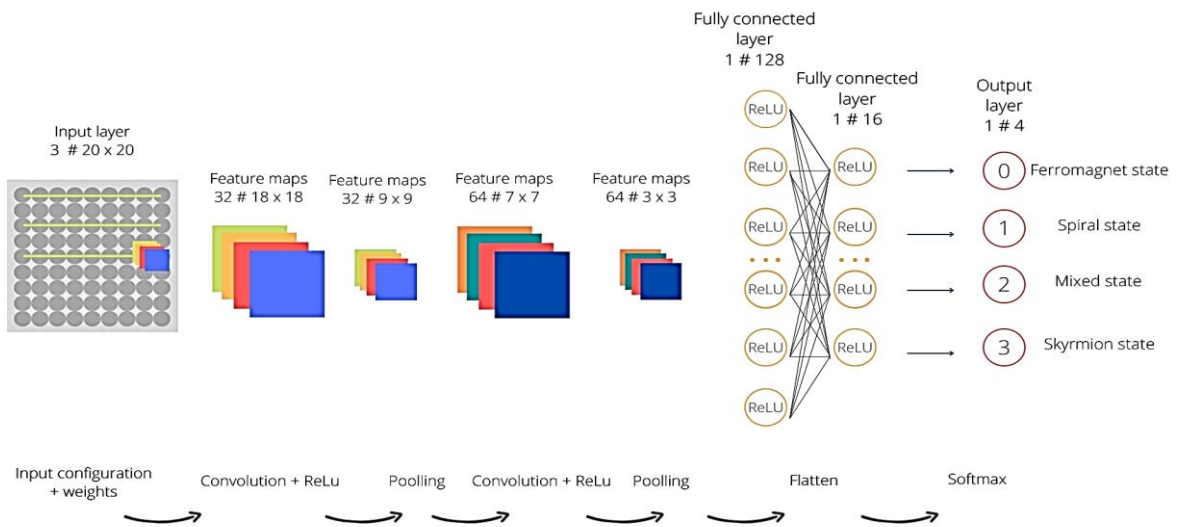 Input layer
3 # 20 x 20
Feature maps
32 # 18 x 18
Feature maps
32 # 9 x 9
Feature maps
64 # 7 x 7
Feature maps
64 # 3 x 3
Fully connected
layer
1 # 128
ReLU
ReLU
ReLU
ReLU
ReLU
ReLU
Fully connected
layer
1 # 16
ReLU
ReLU
ReLU
ReLU
Output
layer
1 # 4
0 Ferromagnet state
1 Spiral state
2 Mixed state
3 Skyrmion state
Input configuration
+ weights
Convolution + ReLu
Poolling
Convolution + ReLu
Poolling
Flatten
Softmax